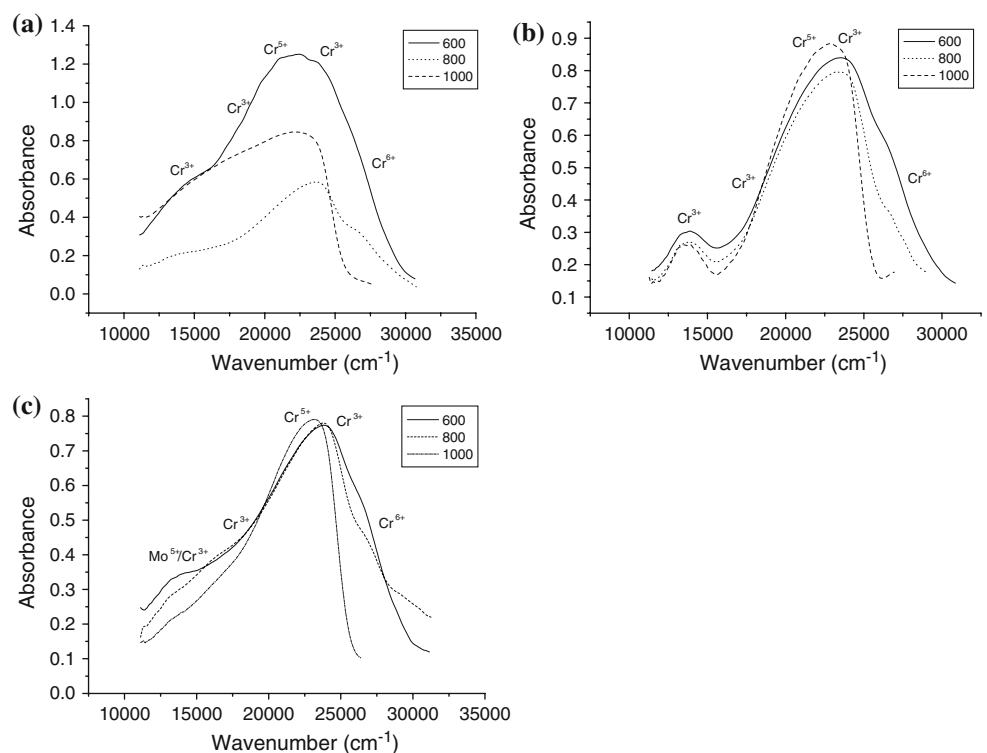 (a)
Absorbance
1.4
1.2
1.0
0.8
0.6
0.4
0.2
0.0
10000 15000 20000 25000 30000 35000
Wavenumber (cm⁻¹)
Cr³⁺
Cr³⁺
Cr⁵⁺
Cr³⁺
Cr⁶⁺
600
800
1000
(b)
Absorbance
0.9
0.8
0.7
0.6
0.5
0.4
0.3
0.2
0.1
10000 15000 20000 25000 30000
Wavenumber (cm⁻¹)
Cr³⁺
Cr³⁺
Cr⁵⁺
Cr³⁺
Cr⁶⁺
600
800
1000
(c)
Absorbance
0.8
0.7
0.6
0.5
0.4
0.3
0.2
0.1
0.0
10000 15000 20000 25000 30000 35000
Wavenumber (cm⁻¹)
Mo⁵⁺/Cr³⁺
Cr³⁺
Cr⁵⁺
Cr³⁺
Cr⁶⁺
600
800
1000